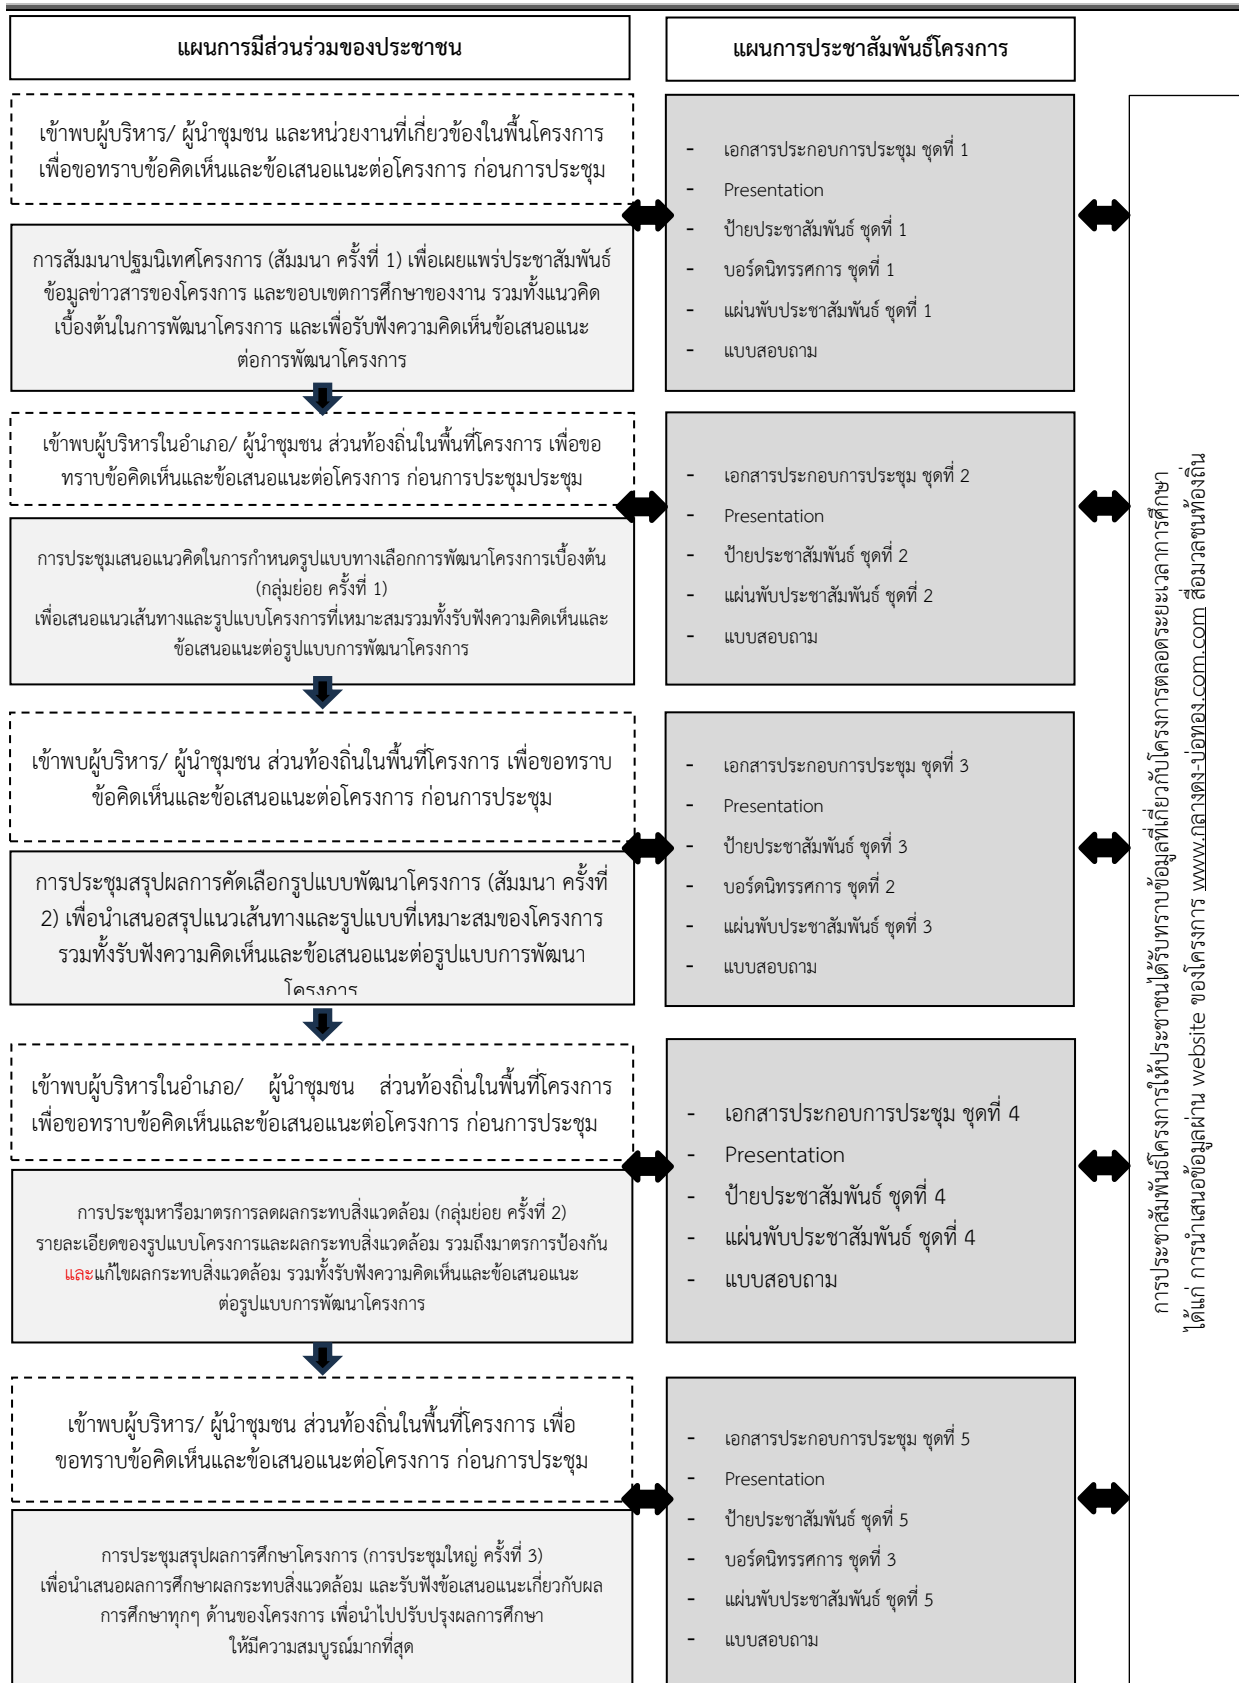 แผนการมีส่วนร่วมของประชาชน
แผนการประชาสัมพันธ์โครงการ
เข้าพบผู้บริหาร/ ผู้นำชุมชน และหน่วยงานที่เกี่ยวข้องในพื้นโครงการ
เพื่อขอทราบข้อคิดเห็นและข้อเสนอแนะต่อโครงการ ก่อนการประชุม
การสัมมนาปฐมนิเทศโครงการ (สัมมนา ครั้งที่ 1) เพื่อเผยแพร่ประชาสัมพันธ์
ข้อมูลข่าวสารของโครงการ และขอบเขตการศึกษาของงาน รวมทั้งแนวคิด
เบื้องต้นในการพัฒนาโครงการ และเพื่อรับฟังความคิดเห็นข้อเสนอแนะ
ต่อการพัฒนาโครงการ
- เอกสารประกอบการประชุม ชุดที่ 1
- Presentation
- ป้ายประชาสัมพันธ์ ชุดที่ 1
- บอร์ดนิทรรศการ ชุดที่ 1
- แผ่นพับประชาสัมพันธ์ ชุดที่ 1
- แบบสอบถาม
เข้าพบผู้บริหารในอำเภอ/ ผู้นำชุมชน ส่วนท้องถิ่นในพื้นที่โครงการ เพื่อขอ
ทราบข้อคิดเห็นและข้อเสนอแนะต่อโครงการ ก่อนการประชุมประชุม
การประชุมเสนอแนวคิดในการกำหนดรูปแบบทางเลือกการพัฒนาโครงการเบื้องต้น
(กลุ่มย่อย ครั้งที่ 1)
เพื่อเสนอแนวเส้นทางและรูปแบบโครงการที่เหมาะสมรวมทั้งรับฟังความคิดเห็นและ
ข้อเสนอแนะต่อรูปแบบการพัฒนาโครงการ
- เอกสารประกอบการประชุม ชุดที่ 2
- Presentation
- ป้ายประชาสัมพันธ์ ชุดที่ 2
- แผ่นพับประชาสัมพันธ์ ชุดที่ 2
- แบบสอบถาม
เข้าพบผู้บริหาร/ ผู้นำชุมชน ส่วนท้องถิ่นในพื้นที่โครงการ เพื่อขอทราบ
ข้อคิดเห็นและข้อเสนอแนะต่อโครงการ ก่อนการประชุม
การประชุมสรุปผลการคัดเลือกรูปแบบพัฒนาโครงการ (สัมมนา ครั้งที่
2) เพื่อนำเสนอสรุปแนวเส้นทางและรูปแบบที่เหมาะสมของโครงการ
รวมทั้งรับฟังความคิดเห็นและข้อเสนอแนะต่อรูปแบบการพัฒนา
โครงการ
- เอกสารประกอบการประชุม ชุดที่ 3
- Presentation
- ป้ายประชาสัมพันธ์ ชุดที่ 3
- บอร์ดนิทรรศการ ชุดที่ 2
- แผ่นพับประชาสัมพันธ์ ชุดที่ 3
- แบบสอบถาม
เข้าพบผู้บริหารในอำเภอ/ ผู้นำชุมชน ส่วนท้องถิ่นในพื้นที่โครงการ
เพื่อขอทราบข้อคิดเห็นและข้อเสนอแนะต่อโครงการ ก่อนการประชุม
การประชุมหารือมาตรการลดผลกระทบสิ่งแวดล้อม (กลุ่มย่อย ครั้งที่ 2)
รายละเอียดของรูปแบบโครงการและผลกระทบสิ่งแวดล้อม รวมถึงมาตรการป้องกัน
และแก้ไขผลกระทบสิ่งแวดล้อม รวมทั้งรับฟังความคิดเห็นและข้อเสนอแนะ
ต่อรูปแบบการพัฒนาโครงการ
- เอกสารประกอบการประชุม ชุดที่ 4
- Presentation
- ป้ายประชาสัมพันธ์ ชุดที่ 4
- แผ่นพับประชาสัมพันธ์ ชุดที่ 4
- แบบสอบถาม
เข้าพบผู้บริหาร/ ผู้นำชุมชน ส่วนท้องถิ่นในพื้นที่โครงการ เพื่อ
ขอทราบข้อคิดเห็นและข้อเสนอแนะต่อโครงการ ก่อนการประชุม
การประชุมสรุปผลการศึกษาโครงการ (การประชุมใหญ่ ครั้งที่ 3)
เพื่อนำเสนอผลการศึกษาผลกระทบสิ่งแวดล้อม และรับฟังข้อเสนอแนะเกี่ยวกับผล
การศึกษาทุกๆ ด้านของโครงการ เพื่อนำไปปรับปรุงผลการศึกษา
ให้มีความสมบูรณ์มากที่สุด
- เอกสารประกอบการประชุม ชุดที่ 5
- Presentation
- ป้ายประชาสัมพันธ์ ชุดที่ 5
- บอร์ดนิทรรศการ ชุดที่ 3
- แผ่นพับประชาสัมพันธ์ ชุดที่ 5
- แบบสอบถาม
การประชาสัมพันธ์โครงการให้ประชาชนได้รับทราบข้อมูลที่เกี่ยวกับโครงการตลอดระยะเวลาการศึกษา
ได้แก่ การนำเสนอข้อมูลผ่าน website ของโครงการ www.กลางดง-บ่อทอง.com.com สื่อมวลชนท้องถิ่น